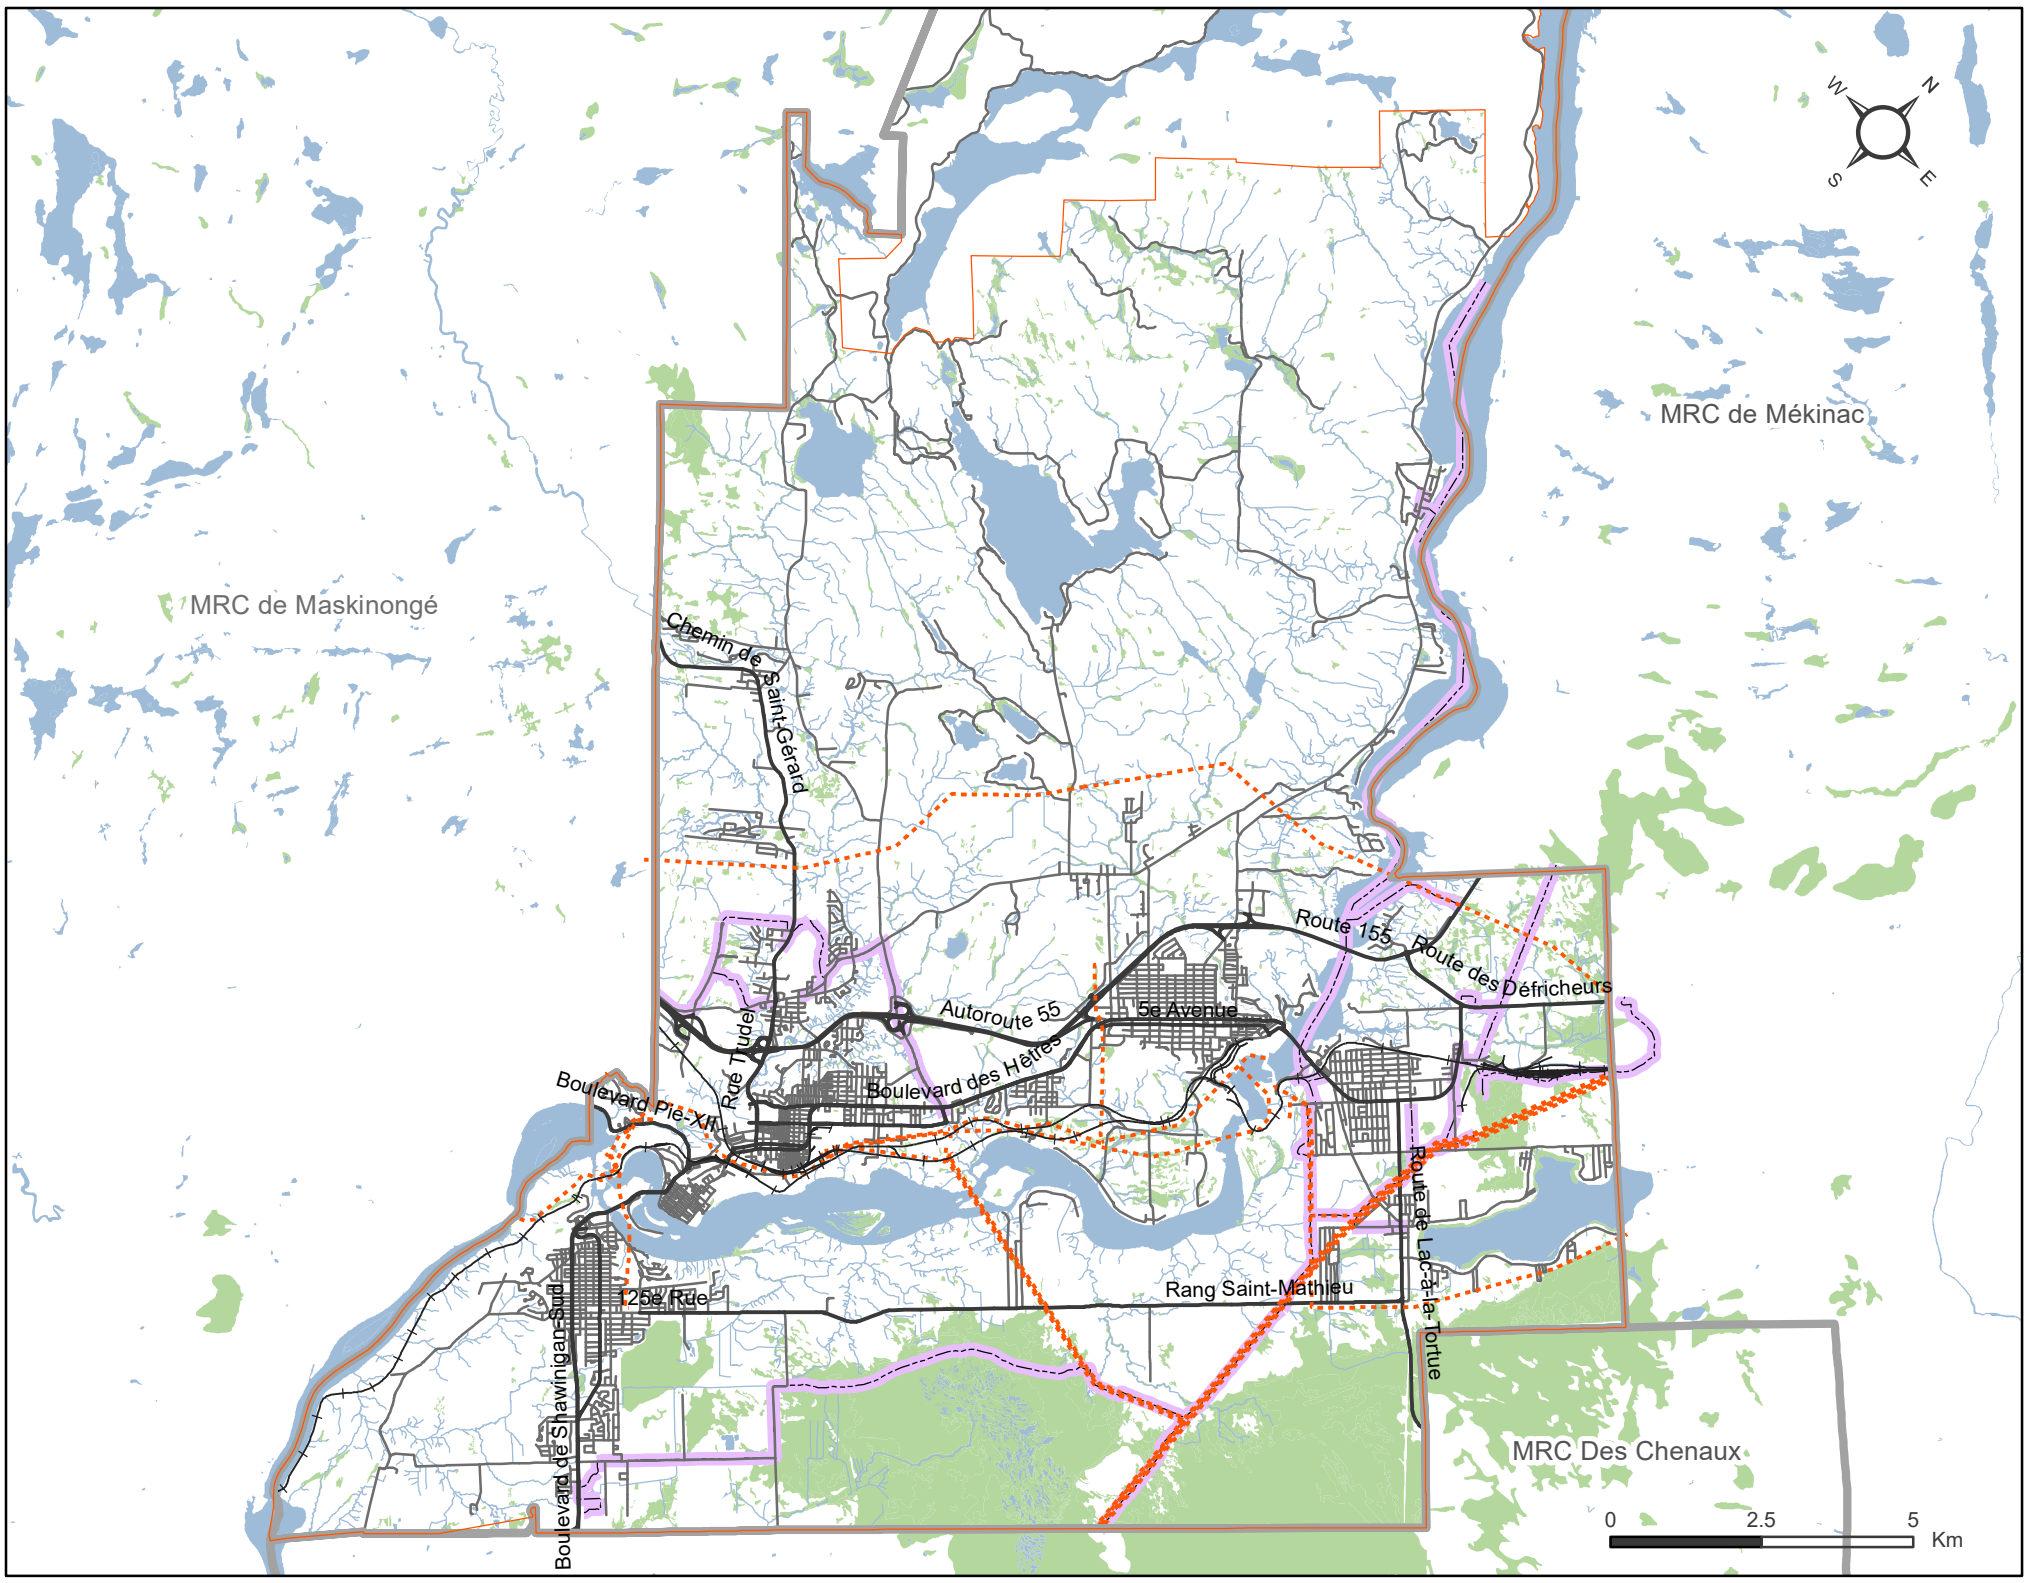 W
N
S
E
MRC de Mékinac
MRC de Maskinongé
Chemin de
Saint-Gérard
Route 155
Route des Défricheurs
Autoroute 55
5e Avenue
Rue Trudel
Boulevard des Hêtres
Boulevard Pie-XII
Route de Lac-à-la-Tortue
Rang Saint-Mathieu
125e Rue
Boulevard de Shawinigan-Sud
MRC Des Chenaux
0
2.5
5
Km